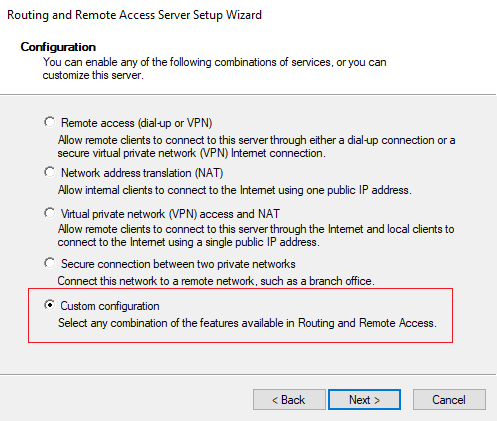 Routing and Remote Access Server Setup Wizard
Configuration
You can enable any of the following combinations of services, or you can
customize this server.
Remote access (dial-up or VPN)
Allow remote clients to connect to this server through either a dial-up connection or a
secure virtual private network (VPN) Internet connection.
Network address translation (NAT)
Allow internal clients to connect to the Internet using one public IP address.
Virtual private network (VPN) access and NAT
Allow remote clients to connect to this server through the Internet and local clients to
connect to the Internet using a single public IP address.
Secure connection between two private networks
Connect this network to a remote network, such as a branch office.
Custom configuration
Select any combination of the features available in Routing and Remote Access.
< Back
Next >
Cancel